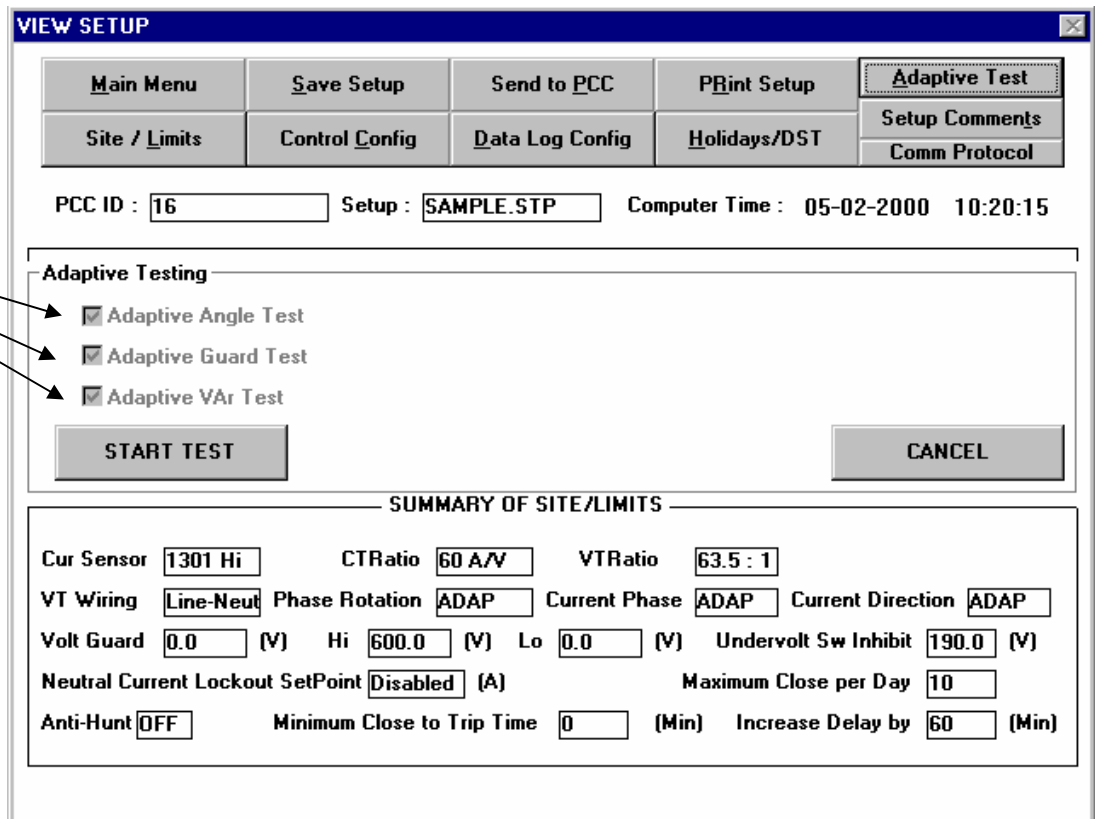 VIEW SETUP
Main Menu Save Setup Send to PCC PRint Setup Adaptive Test
Site / Limits Control Config Data Log Config Holidays/DST Setup Comments
Comm Protocol
PCC ID : 16 Setup : SAMPLE.STP Computer Time : 05-02-2000 10:20:15
Adaptive Testing
Adaptive Angle Test
Adaptive Guard Test
Adaptive VAr Test
START TEST CANCEL
SUMMARY OF SITE/LIMITS
Cur Sensor 1301 Hi CTRatio 60 A/V VTRatio 63.5 : 1
VT Wiring Line-Neut Phase Rotation ADAP Current Phase ADAP Current Direction ADAP
Volt Guard 0.0 (V) Hi 600.0 (V) Lo 0.0 (V) Undervolt Sw Inhibit 190.0 (V)
Neutral Current Lockout SetPoint Disabled (A) Maximum Close per Day 10
Anti-Hunt OFF Minimum Close to Trip Time 0 (Min) Increase Delay by 60 (Min)